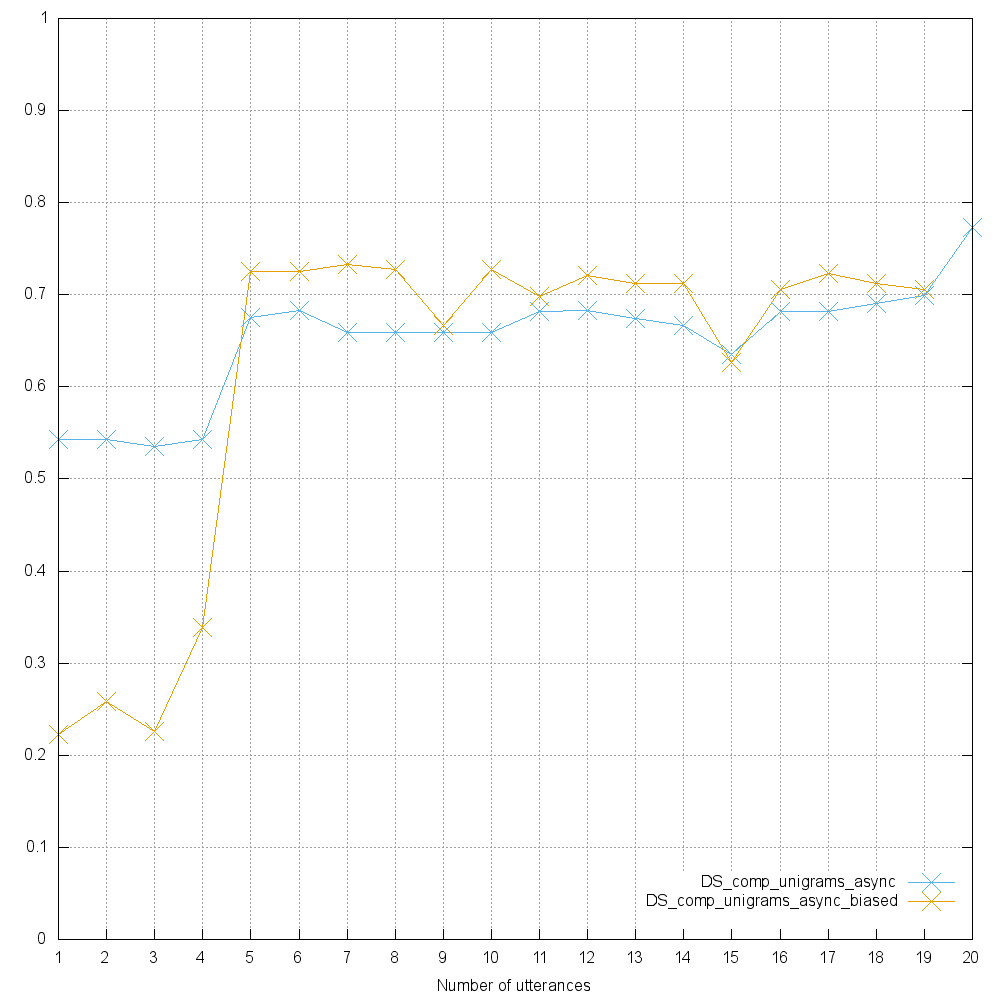 1
0.9
0.8
0.7
0.6
0.5
0.4
0.3
0.2
0.1
0
DS_comp_unigrams_async
DS_comp_unigrams_async_biased
1 2 3 4 5 6 7 8 9 10 11 12 13 14 15 16 17 18 19 20
Number of utterances